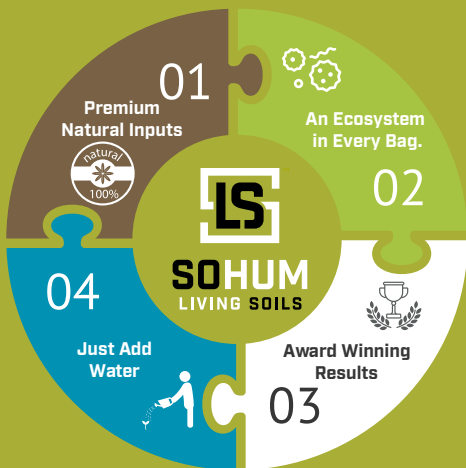 01
Premium
Natural Inputs
natural
100%
An Ecosystem
in Every Bag.
02
LS
SOHUM
LIVING SOILS
04
Just Add
Water
Award Winning
Results
03